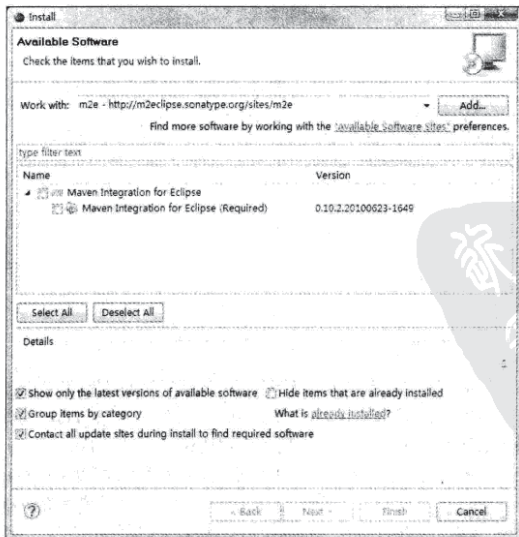 Install
Available Software
Check the items that you wish to install.
Work with: m2e - http://m2eclipse.sonatype.org/sites/m2e
Add...
Find more software by working with the "Available Software Sites" preferences.
type filter text
Name Version
Maven Integration for Eclipse
Maven Integration for Eclipse (Required) 0.10.2.20100623-1649
Select All Deselect All
Details
Show only the latest versions of available software Hide items that are already installed
Group items by category What is already installed?
Contact all update sites during install to find required software
? < Back Next > Finish Cancel